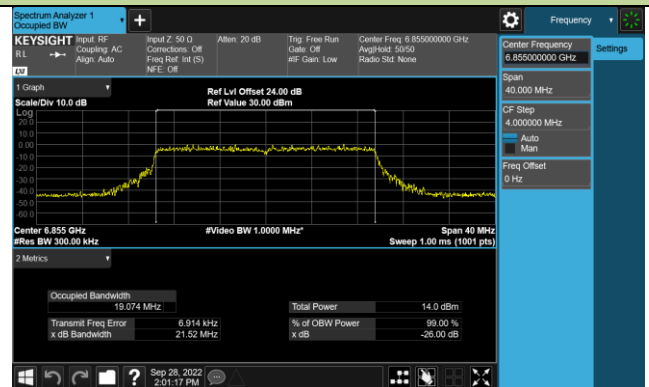 Spectrum Analyzer 1
Occupied BW
Frequency
KEYSIGHT
RL
LXI
Input: RF
Coupling: AC
Align: Auto
Input Z: 50 Ω
Corrections: Off
Freq Ref: Int (S)
NFE: Off
Atten: 20 dB
Trig: Free Run
Gate: Off
#IF Gain: Low
Center Freq: 6.855000000 GHz
Avg|Hold: 50/50
Radio Std: None
Center Frequency
6.855000000 GHz
Settings
Span
40.000 MHz
CF Step
4.000000 MHz
Auto
Man
Freq Offset
0 Hz
1 Graph
Scale/Div 10.0 dB
Ref Lvl Offset 24.00 dB
Ref Value 30.00 dBm
Log
20.0
10.0
0.00
-10.0
-20.0
-30.0
-40.0
-50.0
-60.0
Center 6.855 GHz
#Video BW 1.0000 MHz*
Span 40 MHz
#Res BW 300.00 kHz
Sweep 1.00 ms (1001 pts)
2 Metrics
Occupied Bandwidth
19.074 MHz
Total Power 14.0 dBm
Transmit Freq Error 6.914 kHz
% of OBW Power 99.00 %
x dB Bandwidth 21.52 MHz
x dB -26.00 dB
?
Sep 28, 2022
2:01:17 PM